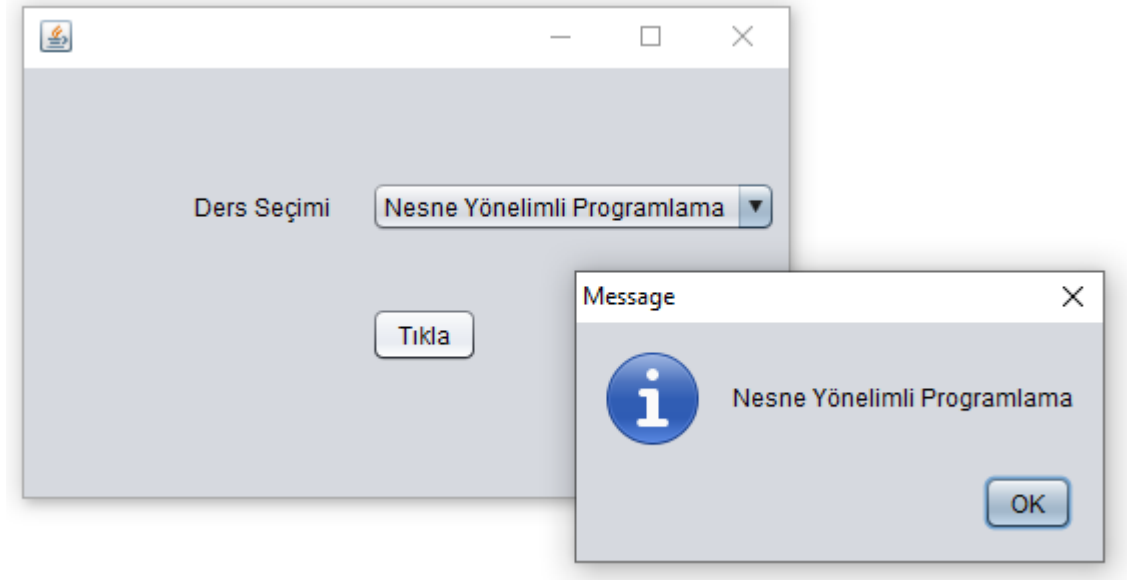 Ders Seçimi
Nesne Yönelimli Programlama
Tıkla
Message
Nesne Yönelimli Programlama
OK